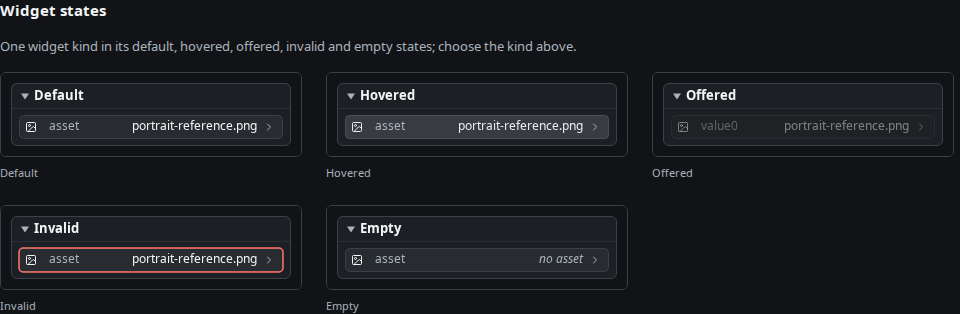 Widget states
One widget kind in its default, hovered, offered, invalid and empty states; choose the kind above.
Default
asset portrait-reference.png
Default
Hovered
asset portrait-reference.png
Hovered
Offered
value0 portrait-reference.png
Offered
Invalid
asset portrait-reference.png
Invalid
Empty
asset no asset
Empty